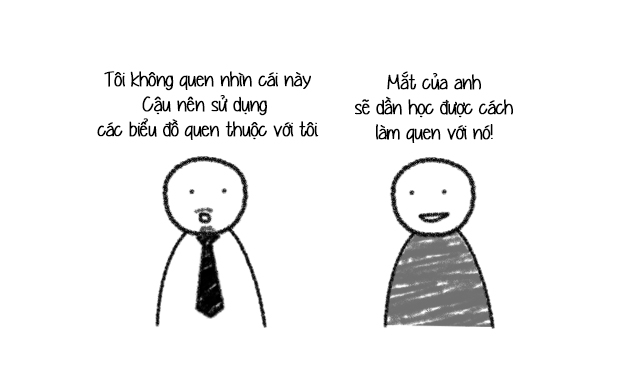 Tôi không quen nhìn cái này
Cậu nên sử dụng
các biểu đồ quen thuộc với tôi
Mắt của anh
sẽ dần học được cách
làm quen với nó!